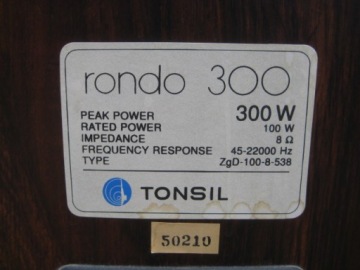 rondo 300
PEAK POWER 300 W
RATED POWER 100 W
IMPEDANCE 8 Ω
FREQUENCY RESPONSE 45-22000 Hz
TYPE ZgD-100-8-538
TONSIL
50210